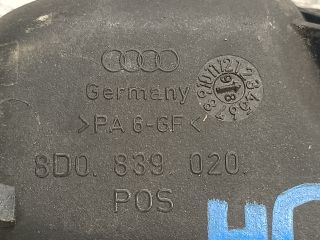 Germany
>PA 6-GF<
8D0. 839. 020.
POS